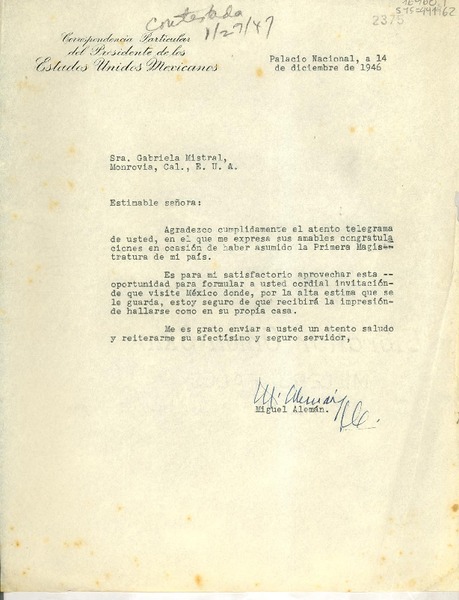 contestada
1/27/47
2375
Correspondencia Particular
del Presidente de los
Estados Unidos Mexicanos
Palacio Nacional, a 14
de diciembre de 1946
Sra. Gabriela Mistral,
Monrovia, Cal., E. U. A.
Estimable señora:
Agradezco cumplidamente el atento telegrama
de usted, en el que me expresa sus amables congratula
ciones en ocasión de haber asumido la Primera Magis-
tratura de mi país.
Es para mi satisfactorio aprovechar esta --
oportunidad para formular a usted cordial invitación-
de que visite México donde, por la alta estima que se
le guarda, estoy seguro de que recibirá la impresión-
de hallarse como en su propia casa.
Me es grato enviar a usted un atento saludo
y reiterarme su afectísimo y seguro servidor,
Miguel Alemán.